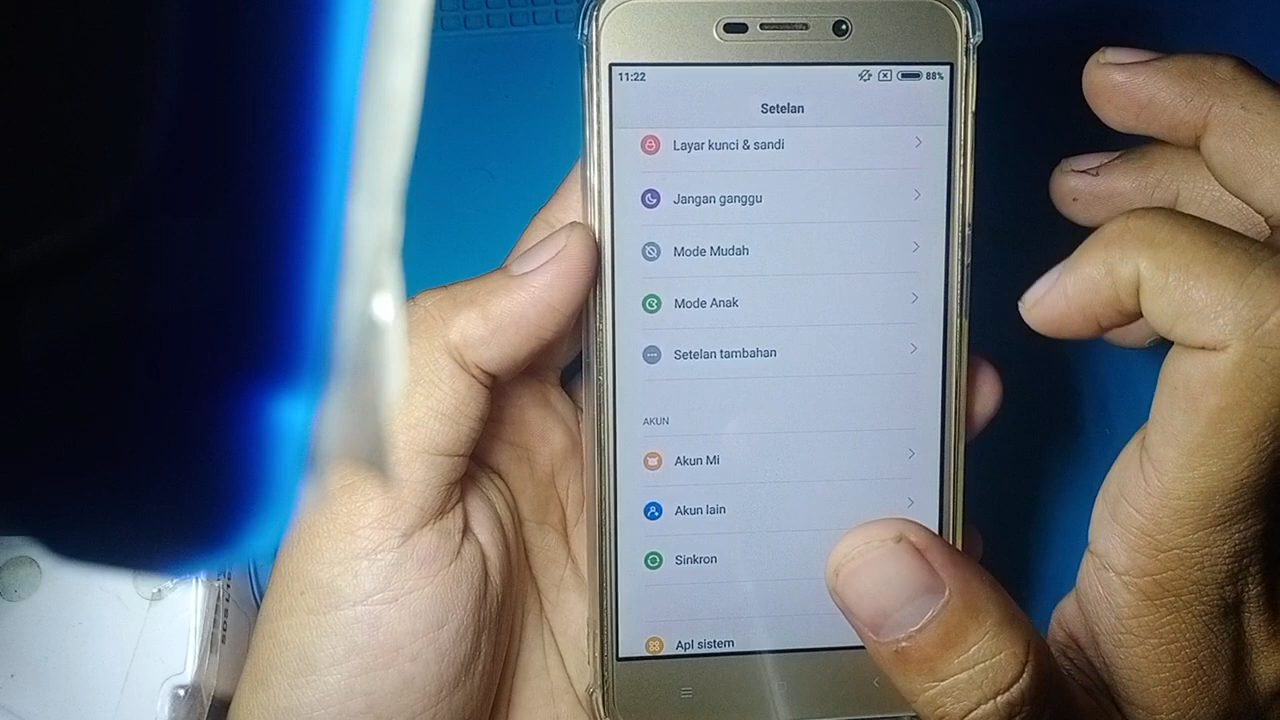 11:22
88%
Setelan
Layar kunci & sandi
Jangan ganggu
Mode Mudah
Mode Anak
Setelan tambahan
AKUN
Akun Mi
Akun lain
Sinkron
Apl sistem